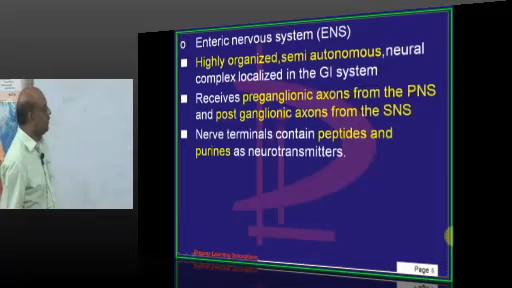 o Enteric nervous system (ENS)
■ Highly organized,semi autonomous,neural
complex localized in the GI system
■ Receives preganglionic axons from the PNS
and post ganglionic axons from the SNS
■ Nerve terminals contain peptides and
purines as neurotransmitters.
Page 4